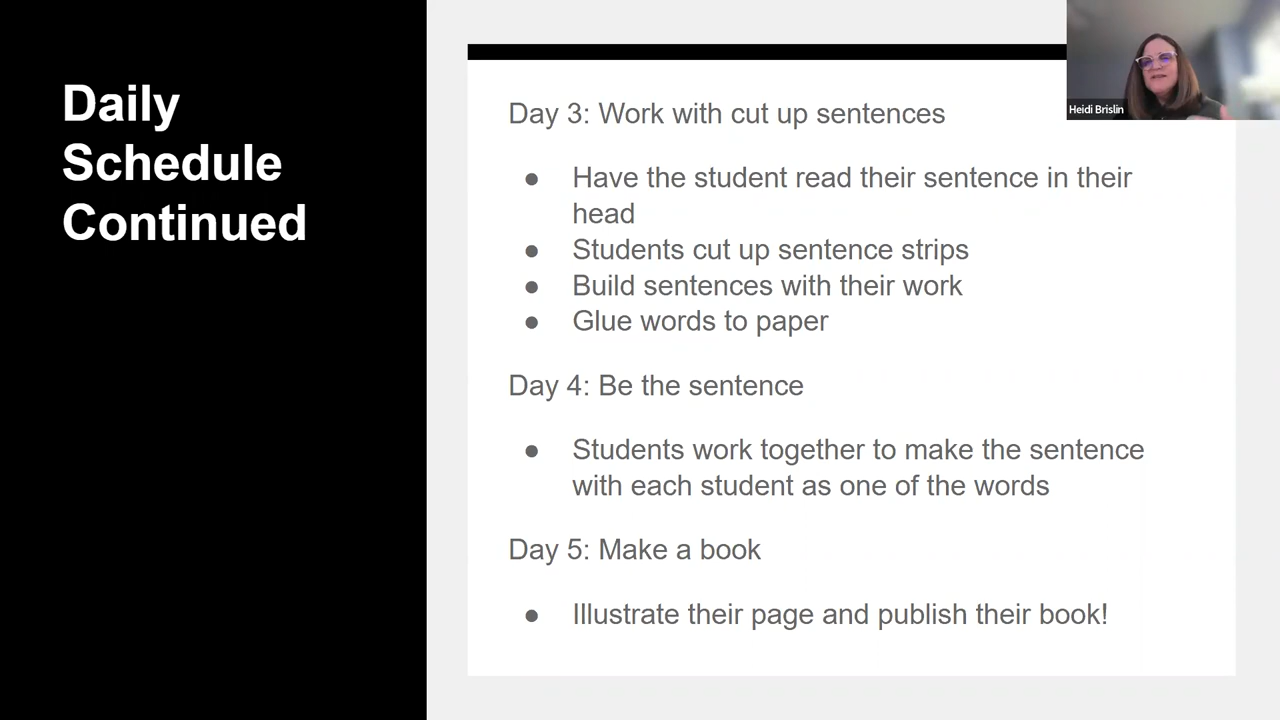 Daily
Schedule
Continued
Day 3: Work with cut up sentences
● Have the student read their sentence in their
head
● Students cut up sentence strips
● Build sentences with their work
● Glue words to paper
Day 4: Be the sentence
● Students work together to make the sentence
with each student as one of the words
Day 5: Make a book
● Illustrate their page and publish their book!
Heidi Brislin